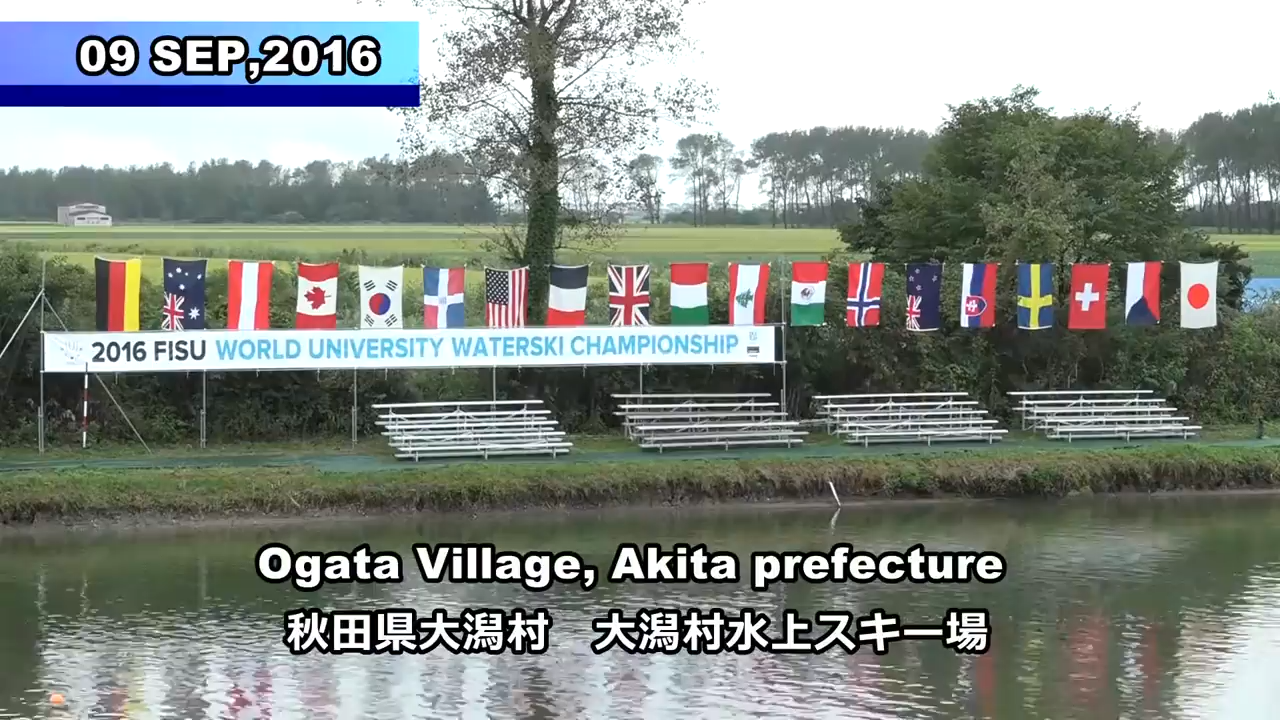 09 SEP,2016
2016 FISU WORLD UNIVERSITY WATERSKI CHAMPIONSHIP
Ogata Village, Akita prefecture
秋田県大潟村　大潟村水上スキー場